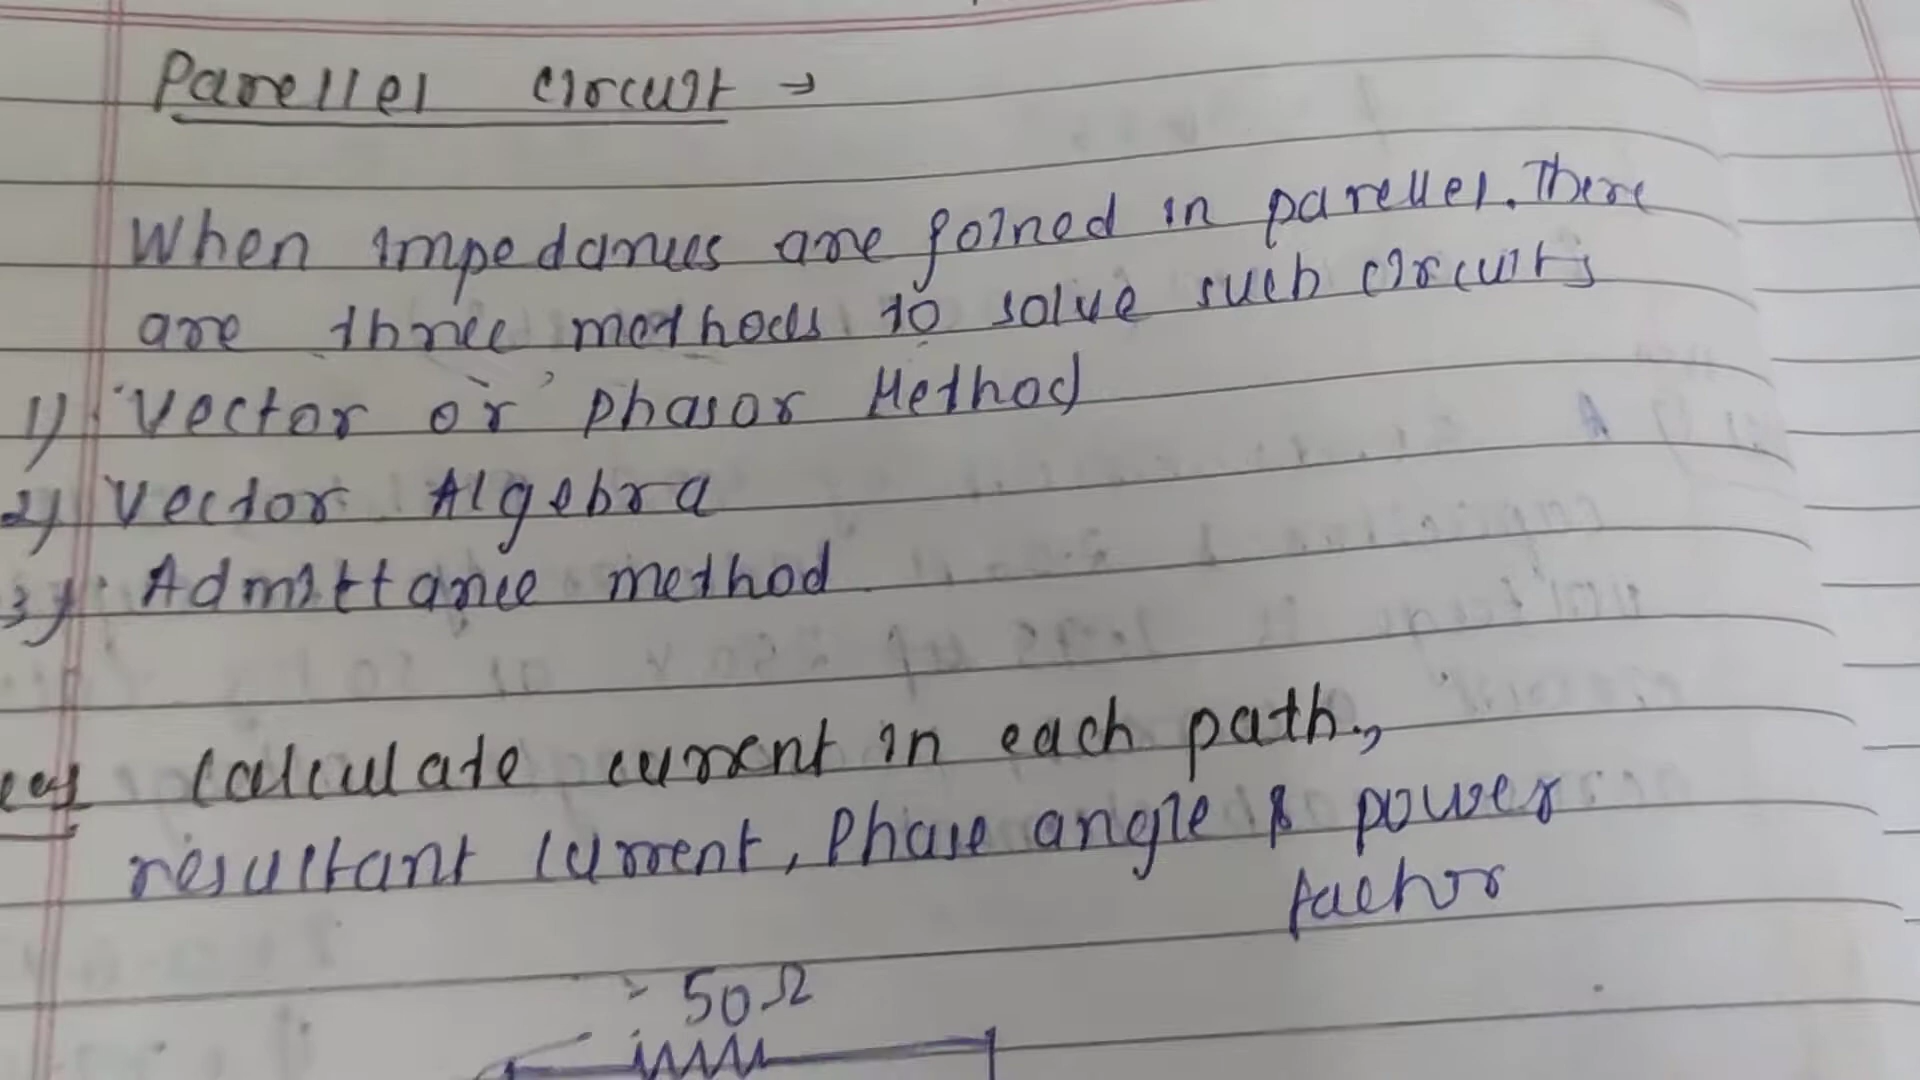 Parellel circuit →
When impedances are joined in parellel. There
are three methods to solve such circuits
1) Vector or Phasor Method
2) Vector Algebra
3) Admittance method
eg Calculate current in each path,
resultant current, Phase angle & power
factor
50Ω